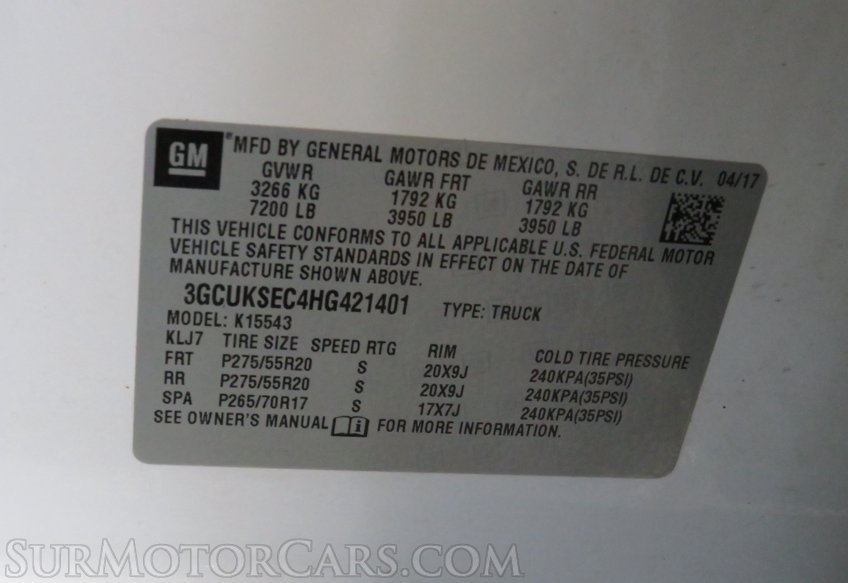 GM
®MFD BY GENERAL MOTORS DE MEXICO, S. DE R.L. DE C.V. 04/17
GVWR GAWR FRT GAWR RR
3266 KG 1792 KG 1792 KG
7200 LB 3950 LB 3950 LB
THIS VEHICLE CONFORMS TO ALL APPLICABLE U.S. FEDERAL MOTOR
VEHICLE SAFETY STANDARDS IN EFFECT ON THE DATE OF
MANUFACTURE SHOWN ABOVE.
3GCUKSEC4HG421401 TYPE: TRUCK
MODEL: K15543
KLJ7 TIRE SIZE SPEED RTG RIM COLD TIRE PRESSURE
FRT P275/55R20 S 20X9J 240KPA(35PSI)
RR P275/55R20 S 20X9J 240KPA(35PSI)
SPA P265/70R17 S 17X7J 240KPA(35PSI)
SEE OWNER'S MANUAL i FOR MORE INFORMATION.
SURMOTORCARS.COM